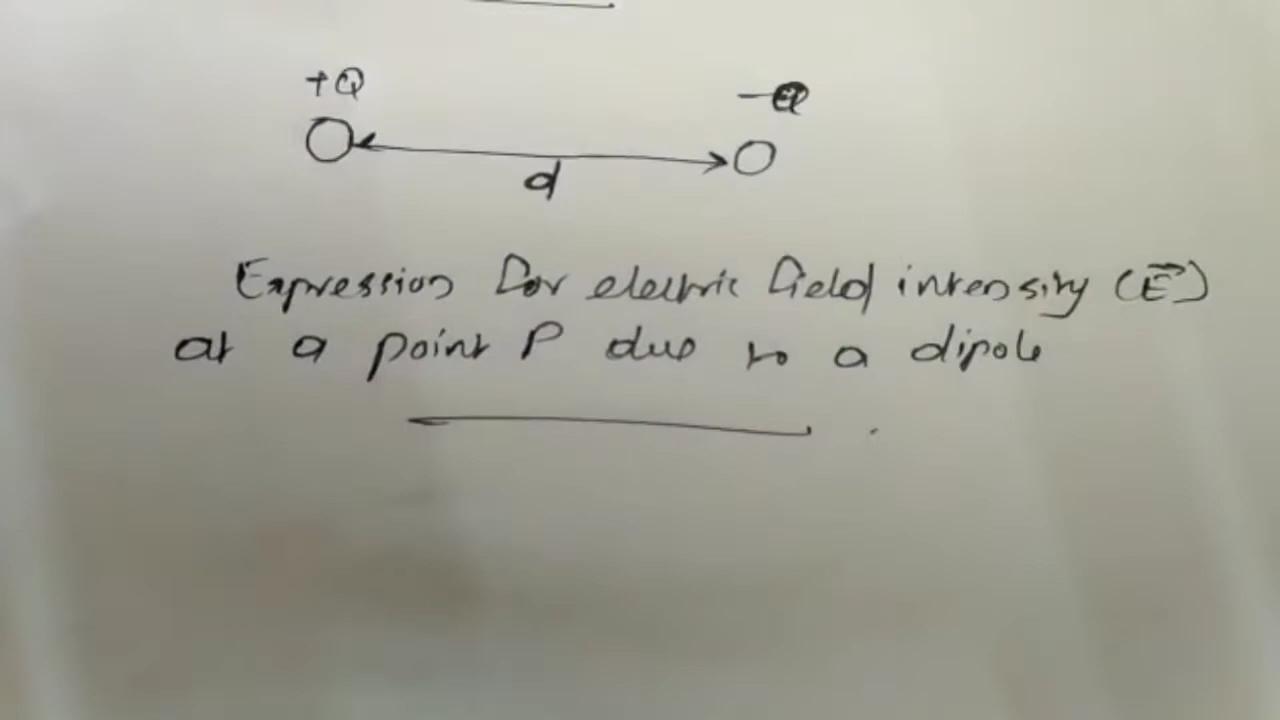 +Q -Q
d
Expression for electric field intensity (E⃗)
at a point P due to a dipole